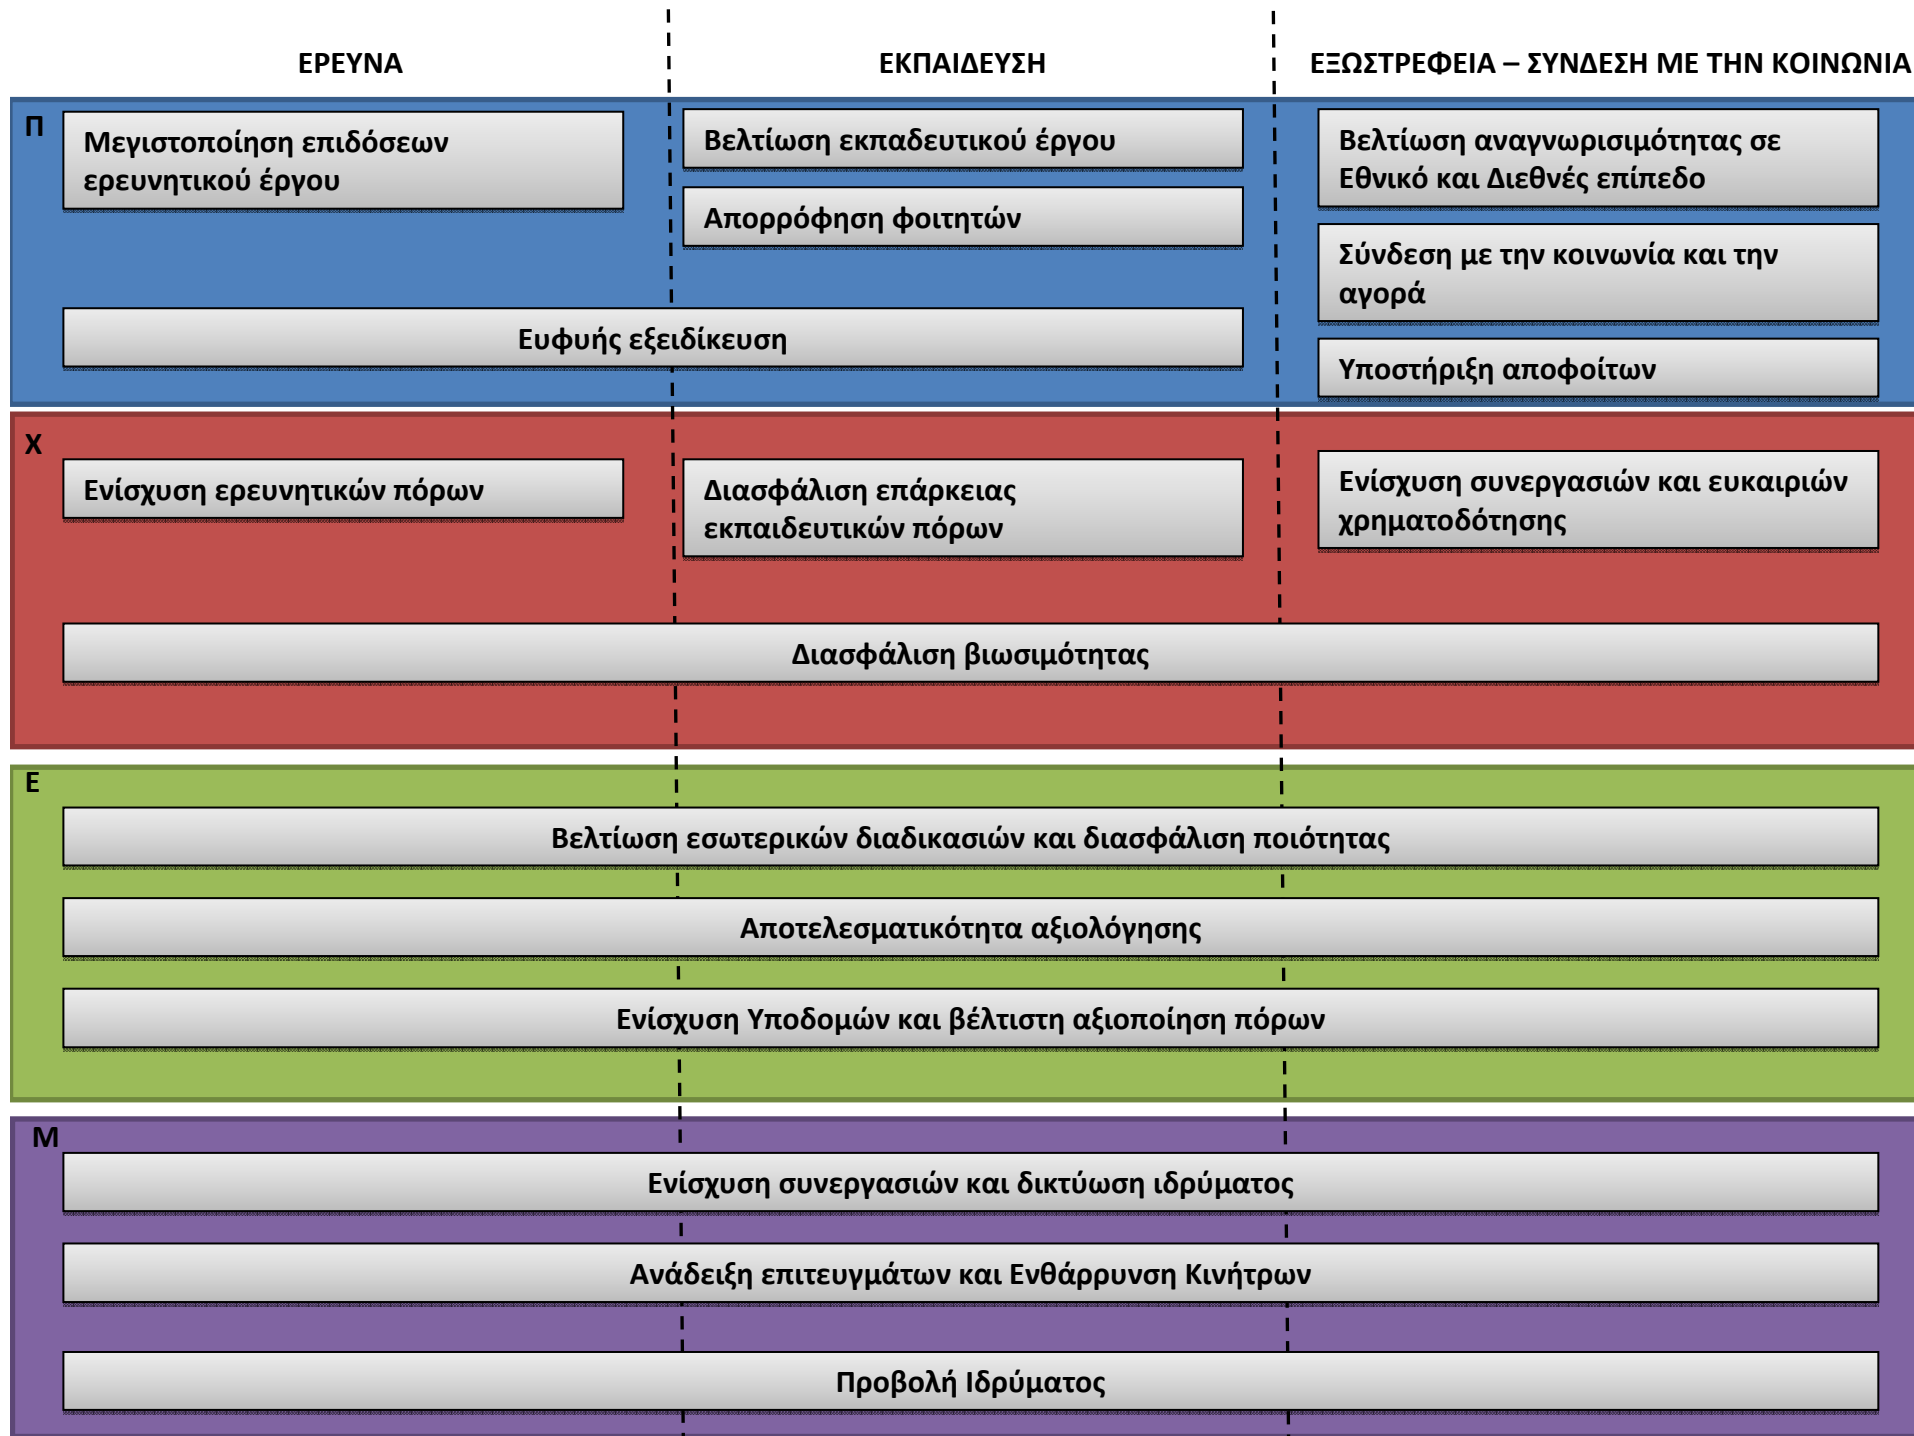 ΕΡΕΥΝΑ
ΕΚΠΑΙΔΕΥΣΗ
ΕΞΩΣΤΡΕΦΕΙΑ – ΣΥΝΔΕΣΗ ΜΕ ΤΗΝ ΚΟΙΝΩΝΙΑ
Π
Μεγιστοποίηση επιδόσεων
ερευνητικού έργου
Βελτίωση εκπαδευτικού έργου
Απορρόφηση φοιτητών
Βελτίωση αναγνωρισιμότητας σε
Εθνικό και Διεθνές επίπεδο
Σύνδεση με την κοινωνία και την
αγορά
Ευφυής εξειδίκευση
Υποστήριξη αποφοίτων
Χ
Ενίσχυση ερευνητικών πόρων
Διασφάλιση επάρκειας
εκπαιδευτικών πόρων
Ενίσχυση συνεργασιών και ευκαιριών
χρηματοδότησης
Διασφάλιση βιωσιμότητας
Ε
Βελτίωση εσωτερικών διαδικασιών και διασφάλιση ποιότητας
Αποτελεσματικότητα αξιολόγησης
Ενίσχυση Υποδομών και βέλτιστη αξιοποίηση πόρων
Μ
Ενίσχυση συνεργασιών και δικτύωση ιδρύματος
Ανάδειξη επιτευγμάτων και Ενθάρρυνση Κινήτρων
Προβολή Ιδρύματος